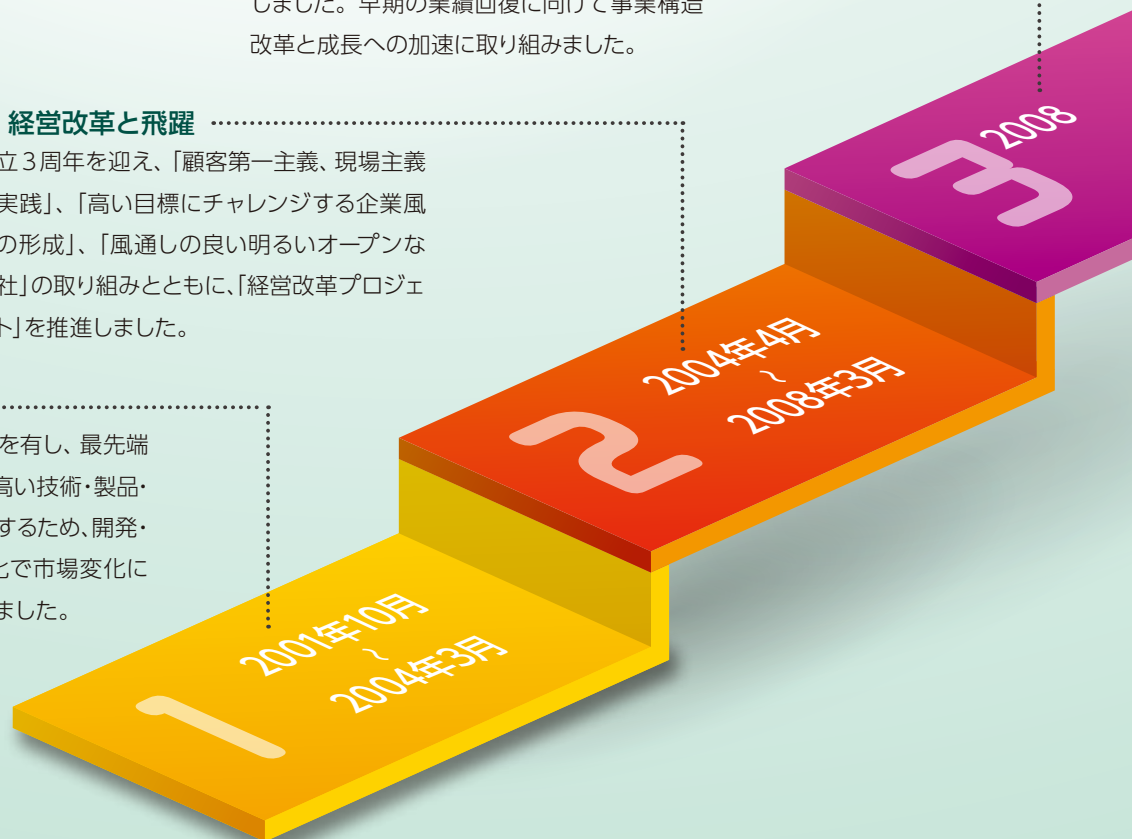 しました。早期の業績回復に向けて事業構造
改革と成長への加速に取り組みました。
経営改革と飛躍
立3周年を迎え、「顧客第一主義、現場主義
実践」、「高い目標にチャレンジする企業風
の形成」、「風通しの良い明るいオープンな
社」の取り組みとともに、「経営改革プロジェ
ト」を推進しました。
を有し、最先端
高い技術・製品・
するため、開発・
化で市場変化に
ました。
1
2001年10月
~
2004年3月
2
2004年4月
~
2008年3月
3
2008